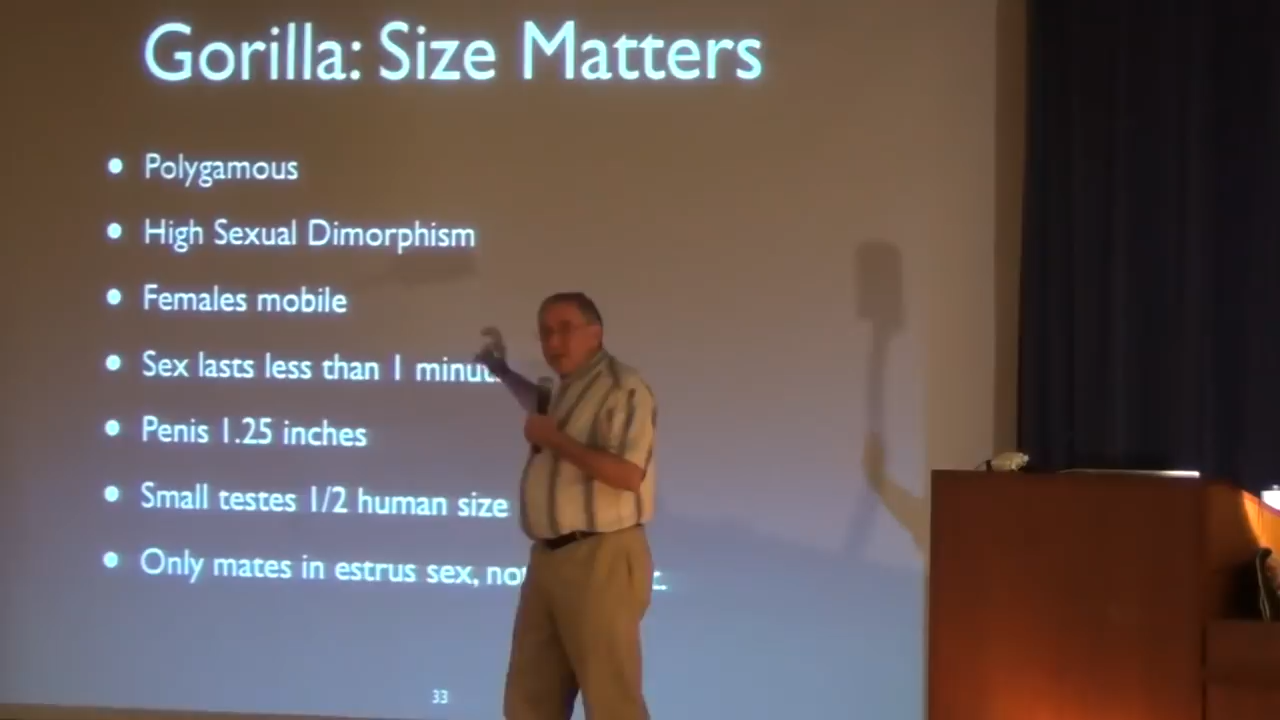 Gorilla: Size Matters
• Polygamous
• High Sexual Dimorphism
• Females mobile
• Sex lasts less than 1
• Penis 1.25 inches
• Small testes 1/2 human size
• Only mates in estrus sex,
33